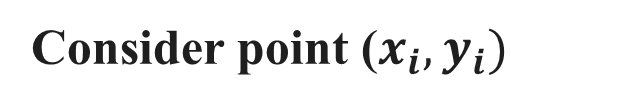 Consider point (xᵢ, yᵢ)